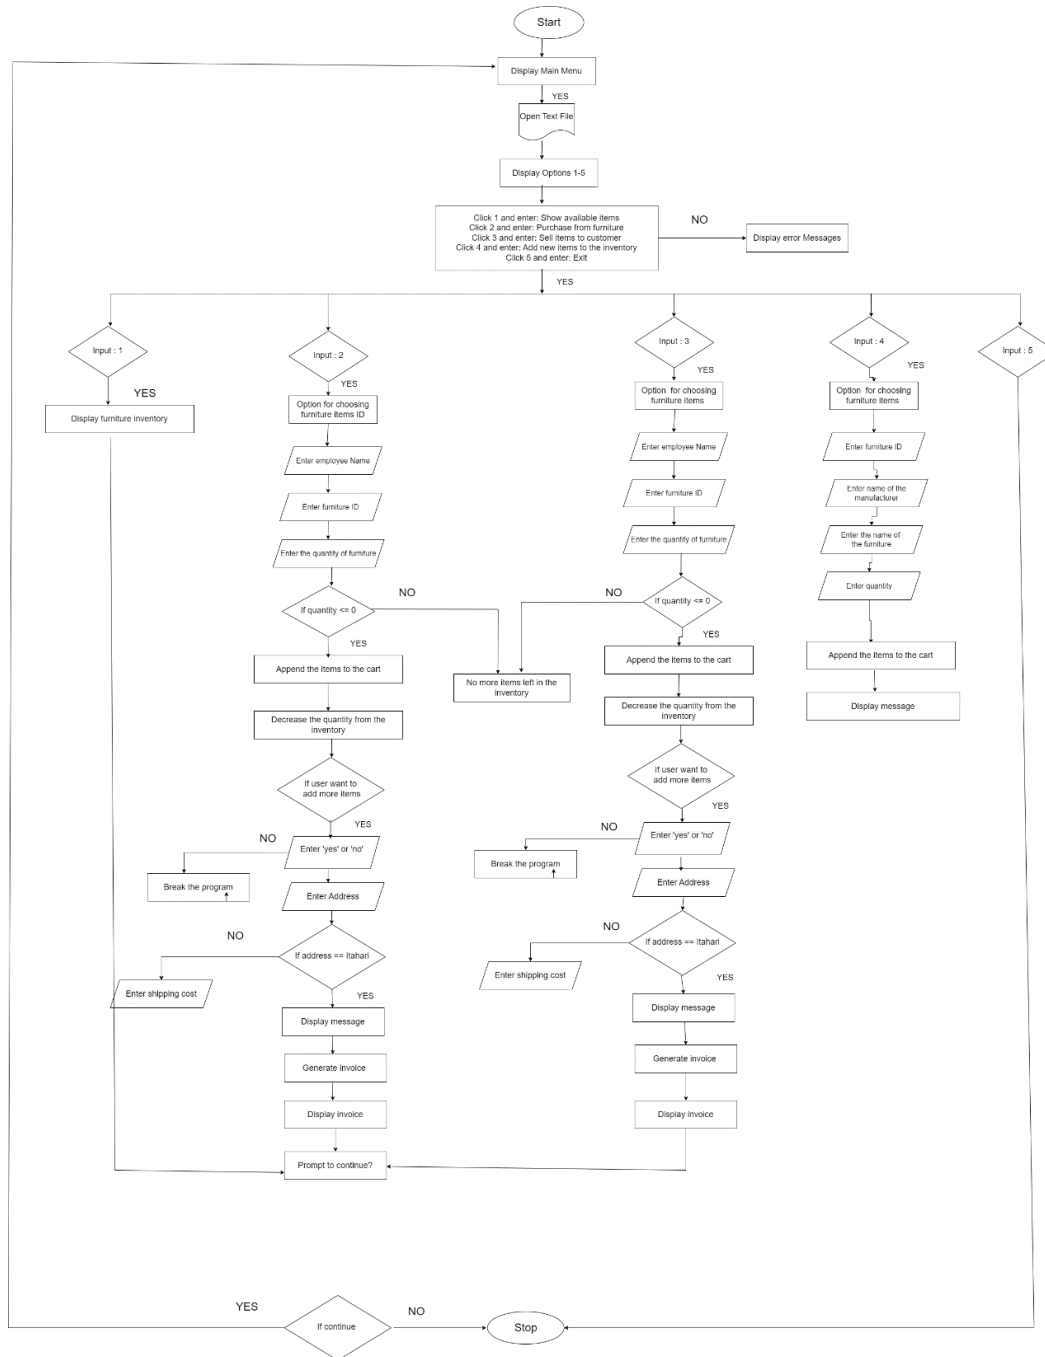 Start
Display Main Menu
YES
Open Text File
Display Options 1-5
Click 1 and enter: Show available items
Click 2 and enter: Purchase from furniture
Click 3 and enter: Sell items to customer
Click 4 and enter: Add new items to the inventory
Click 5 and enter: Exit
NO
Display error Messages
YES
Input : 1
YES
Display furniture inventory
Input : 2
YES
Option for choosing
furniture items ID
Enter employee Name
Enter furniture ID
Enter the quantity of furniture
If quantity <= 0
NO
YES
Append the items to the cart
Decrease the quantity from the
inventory
If user want to
add more items
YES
Enter 'yes' or 'no'
NO
Break the program
Enter Address
If address == Itahari
NO
Enter shipping cost
YES
Display message
Generate invoice
Display invoice
Prompt to continue?
No more items left in the
inventory
Input : 3
YES
Option for choosing
furniture items
Enter employee Name
Enter furniture ID
Enter the quantity of furniture
If quantity <= 0
NO
YES
Append the items to the cart
Decrease the quantity from the
inventory
If user want to
add more items
YES
Enter 'yes' or 'no'
NO
Break the program
Enter Address
If address == Itahari
NO
Enter shipping cost
YES
Display message
Generate invoice
Display invoice
Input : 4
YES
Option for choosing
furniture items
Enter furniture ID
Enter name of the
manufacturer
Enter the name of
the furniture
Enter quantity
Append the items to the cart
Display message
Input : 5
If continue
YES
NO
Stop